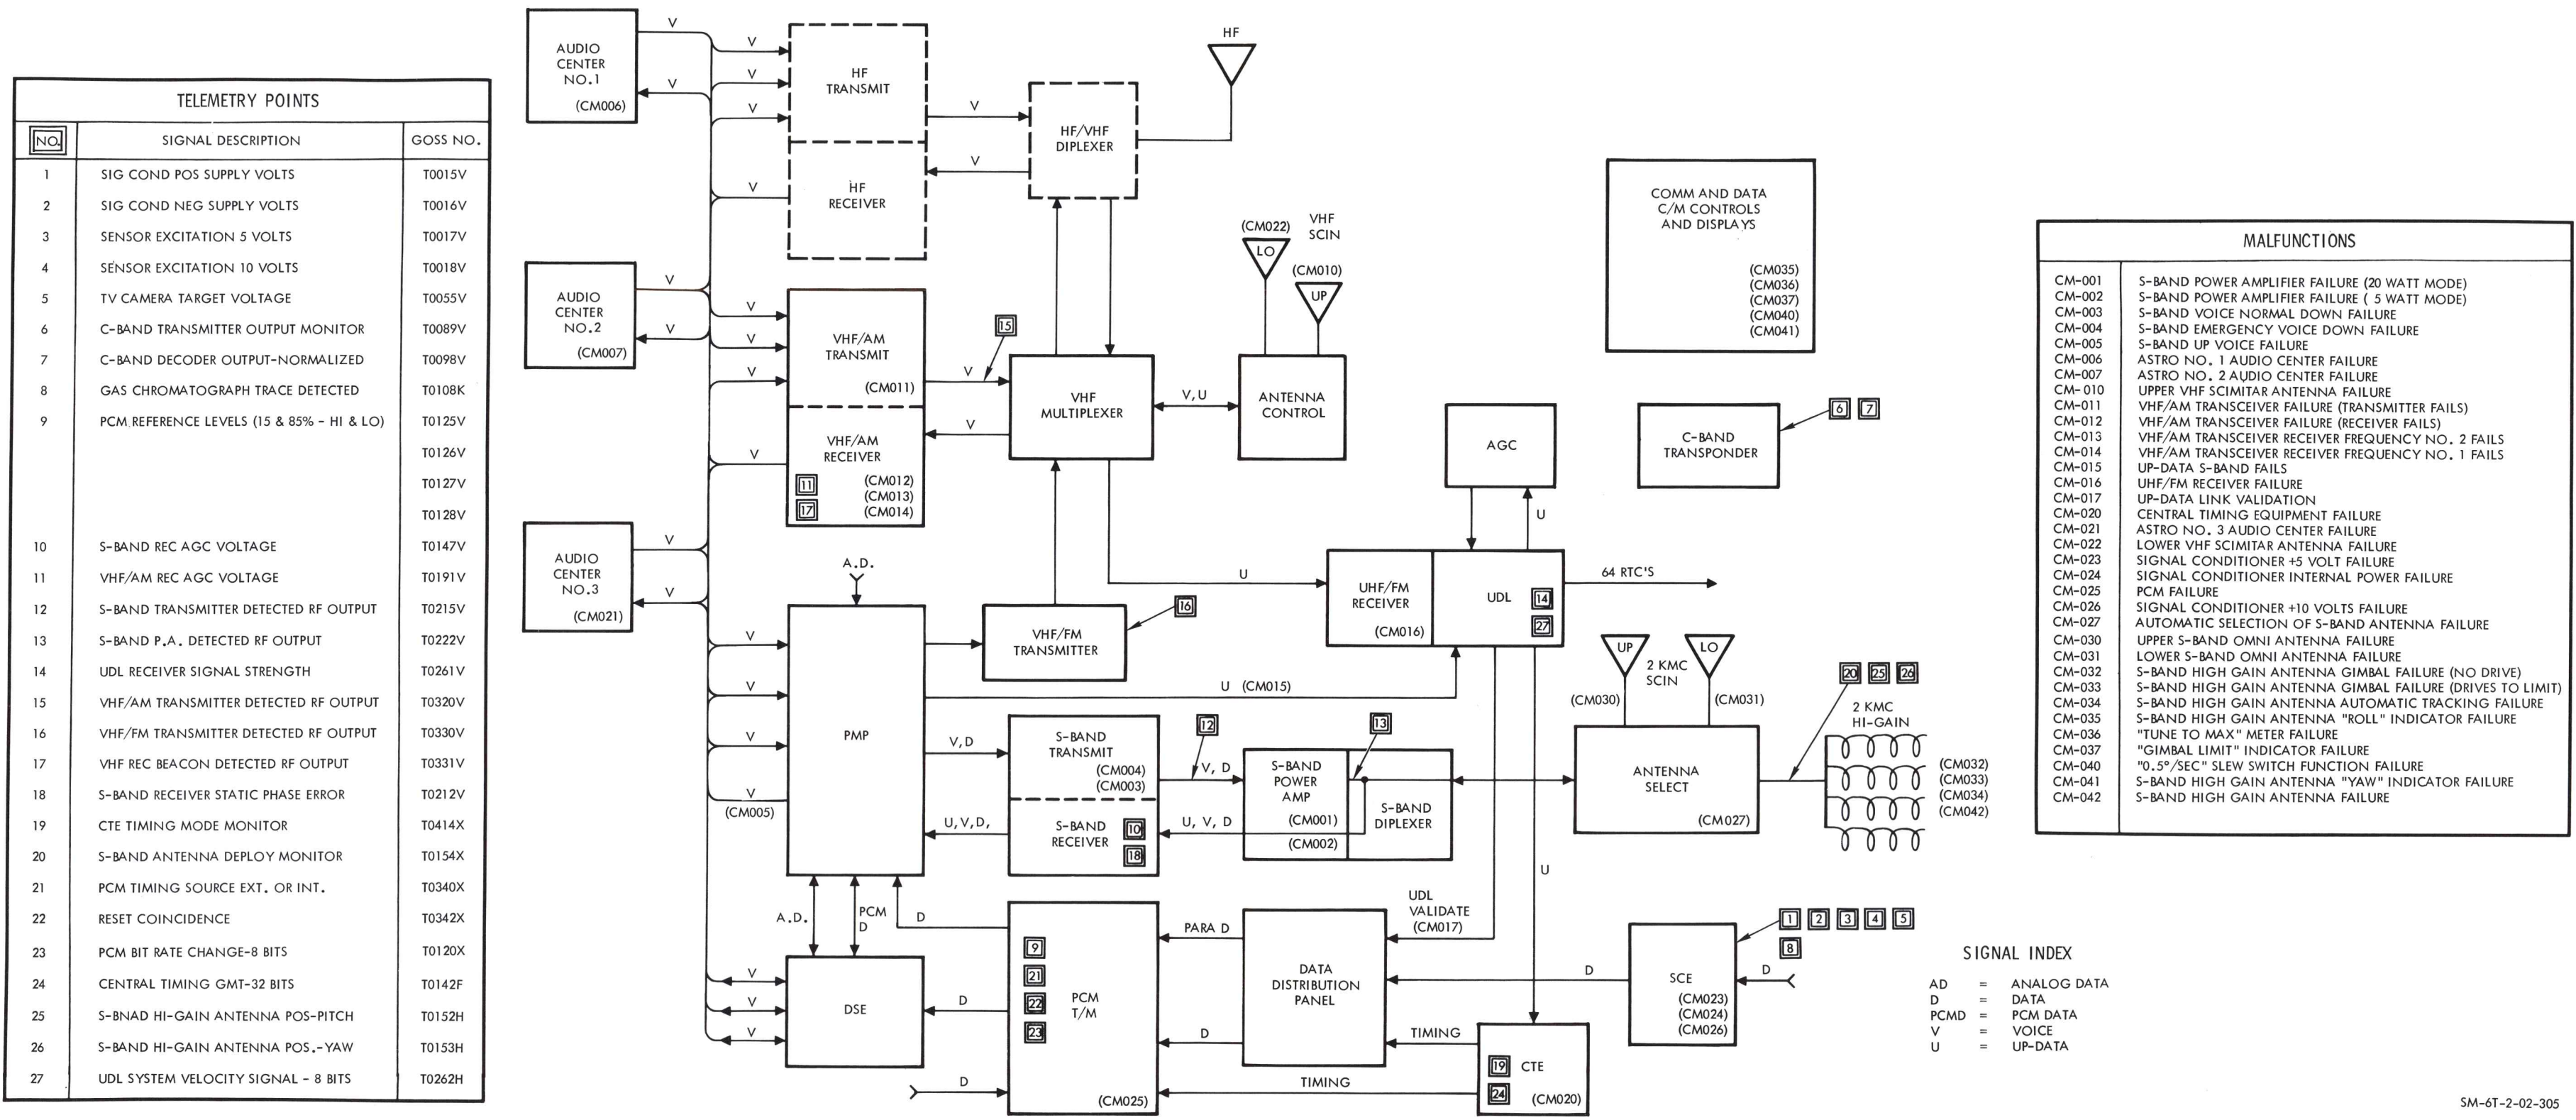 TELEMETRY POINTS
NO. SIGNAL DESCRIPTION GOSS NO.
1 SIG COND POS SUPPLY VOLTS T0015V
2 SIG COND NEG SUPPLY VOLTS T0016V
3 SENSOR EXCITATION 5 VOLTS T0017V
4 SENSOR EXCITATION 10 VOLTS T0018V
5 TV CAMERA TARGET VOLTAGE T0055V
6 C-BAND TRANSMITTER OUTPUT MONITOR T0089V
7 C-BAND DECODER OUTPUT-NORMALIZED T0098V
8 GAS CHROMATOGRAPH TRACE DETECTED T0108K
9 PCM REFERENCE LEVELS (15 & 85% - HI & LO) T0125V
T0126V
T0127V
T0128V
10 S-BAND REC AGC VOLTAGE T0147V
11 VHF/AM REC AGC VOLTAGE T0191V
12 S-BAND TRANSMITTER DETECTED RF OUTPUT T0215V
13 S-BAND P.A. DETECTED RF OUTPUT T0222V
14 UDL RECEIVER SIGNAL STRENGTH T0261V
15 VHF/AM TRANSMITTER DETECTED RF OUTPUT T0320V
16 VHF/FM TRANSMITTER DETECTED RF OUTPUT T0330V
17 VHF REC BEACON DETECTED RF OUTPUT T0331V
18 S-BAND RECEIVER STATIC PHASE ERROR T0212V
19 CTE TIMING MODE MONITOR T0414X
20 S-BAND ANTENNA DEPLOY MONITOR T0154X
21 PCM TIMING SOURCE EXT. OR INT. T0340X
22 RESET COINCIDENCE T0342X
23 PCM BIT RATE CHANGE-8 BITS T0120X
24 CENTRAL TIMING GMT-32 BITS T0142F
25 S-BNAD HI-GAIN ANTENNA POS-PITCH T0152H
26 S-BAND HI-GAIN ANTENNA POS.-YAW T0153H
27 UDL SYSTEM VELOCITY SIGNAL - 8 BITS T0262H
AUDIO
CENTER
NO.1
(CM006)
V
V
V
V
V
V
HF
TRANSMIT
HF
RECEIVER
V
V
HF/VHF
DIPLEXER
HF
AUDIO
CENTER
NO.2
(CM007)
V
V
V
V
V
V
VHF/AM
TRANSMIT
(CM011)
VHF/AM
RECEIVER
11 (CM012)
(CM013)
17 (CM014)
15
V
V
VHF
MULTIPLEXER
V,U
ANTENNA
CONTROL
(CM022)
LO
VHF
SCIN
(CM010)
UP
COMM AND DATA
C/M CONTROLS
AND DISPLAYS
(CM035)
(CM036)
(CM037)
(CM040)
(CM041)
AGC
U
C-BAND
TRANSPONDER
6 7
AUDIO
CENTER
NO.3
(CM021)
V
V
V
V
V
V
(CM005)
A.D.
PMP
VHF/FM
TRANSMITTER
16
U
UHF/FM
RECEIVER
(CM016)
UDL
14
27
64 RTC'S
U (CM015)
V,D
S-BAND
TRANSMIT
(CM004)
(CM003)
S-BAND
RECEIVER
10
18
U,V,D,
12
V, D
U, V, D
S-BAND
POWER
AMP
(CM001)
(CM002)
13
S-BAND
DIPLEXER
UP
LO
2 KMC
SCIN
(CM030)
(CM031)
ANTENNA
SELECT
(CM027)
20 25 26
2 KMC
HI-GAIN
(CM032)
(CM033)
(CM034)
(CM042)
A.D.
PCM
D
D
V
V
V
DSE
D
D
9
21
22
23
PCM
T/M
(CM025)
PARA D
D
DATA
DISTRIBUTION
PANEL
UDL
VALIDATE
(CM017)
U
D
TIMING
TIMING
19 CTE
24 (CM020)
SCE
(CM023)
(CM024)
(CM026)
1 2 3 4 5
8
D
MALFUNCTIONS
CM-001 S-BAND POWER AMPLIFIER FAILURE (20 WATT MODE)
CM-002 S-BAND POWER AMPLIFIER FAILURE ( 5 WATT MODE)
CM-003 S-BAND VOICE NORMAL DOWN FAILURE
CM-004 S-BAND EMERGENCY VOICE DOWN FAILURE
CM-005 S-BAND UP VOICE FAILURE
CM-006 ASTRO NO. 1 AUDIO CENTER FAILURE
CM-007 ASTRO NO. 2 AUDIO CENTER FAILURE
CM-010 UPPER VHF SCIMITAR ANTENNA FAILURE
CM-011 VHF/AM TRANSCEIVER FAILURE (TRANSMITTER FAILS)
CM-012 VHF/AM TRANSCEIVER FAILURE (RECEIVER FAILS)
CM-013 VHF/AM TRANSCEIVER RECEIVER FREQUENCY NO. 2 FAILS
CM-014 VHF/AM TRANSCEIVER RECEIVER FREQUENCY NO. 1 FAILS
CM-015 UP-DATA S-BAND FAILS
CM-016 UHF/FM RECEIVER FAILURE
CM-017 UP-DATA LINK VALIDATION
CM-020 CENTRAL TIMING EQUIPMENT FAILURE
CM-021 ASTRO NO. 3 AUDIO CENTER FAILURE
CM-022 LOWER VHF SCIMITAR ANTENNA FAILURE
CM-023 SIGNAL CONDITIONER +5 VOLT FAILURE
CM-024 SIGNAL CONDITIONER INTERNAL POWER FAILURE
CM-025 PCM FAILURE
CM-026 SIGNAL CONDITIONER +10 VOLTS FAILURE
CM-027 AUTOMATIC SELECTION OF S-BAND ANTENNA FAILURE
CM-030 UPPER S-BAND OMNI ANTENNA FAILURE
CM-031 LOWER S-BAND OMNI ANTENNA FAILURE
CM-032 S-BAND HIGH GAIN ANTENNA GIMBAL FAILURE (NO DRIVE)
CM-033 S-BAND HIGH GAIN ANTENNA GIMBAL FAILURE (DRIVES TO LIMIT)
CM-034 S-BAND HIGH GAIN ANTENNA AUTOMATIC TRACKING FAILURE
CM-035 S-BAND HIGH GAIN ANTENNA "ROLL" INDICATOR FAILURE
CM-036 "TUNE TO MAX" METER FAILURE
CM-037 "GIMBAL LIMIT" INDICATOR FAILURE
CM-040 "0.5°/SEC" SLEW SWITCH FUNCTION FAILURE
CM-041 S-BAND HIGH GAIN ANTENNA "YAW" INDICATOR FAILURE
CM-042 S-BAND HIGH GAIN ANTENNA FAILURE
SIGNAL INDEX
AD = ANALOG DATA
D = DATA
PCMD = PCM DATA
V = VOICE
U = UP-DATA
SM-6T-2-02-305